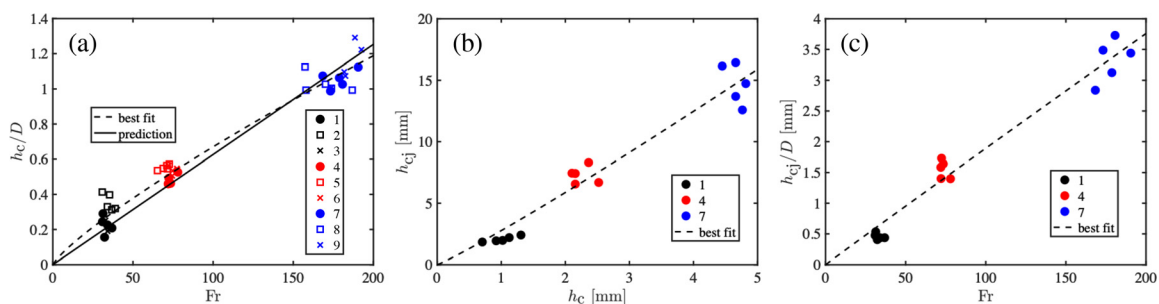 (a)
h_c/D
1.4
1.2
1
0.8
0.6
0.4
0.2
0
best fit
prediction
1
2
3
4
5
6
7
8
9
0 50 100 150 200
Fr
(b)
h_cj [mm]
20
15
10
5
0
1
4
7
best fit
0 1 2 3 4 5
h_c [mm]
(c)
h_cj/D
4
3.5
3
2.5
2
1.5
1
0.5
0
1
4
7
best fit
0 50 100 150 200
Fr